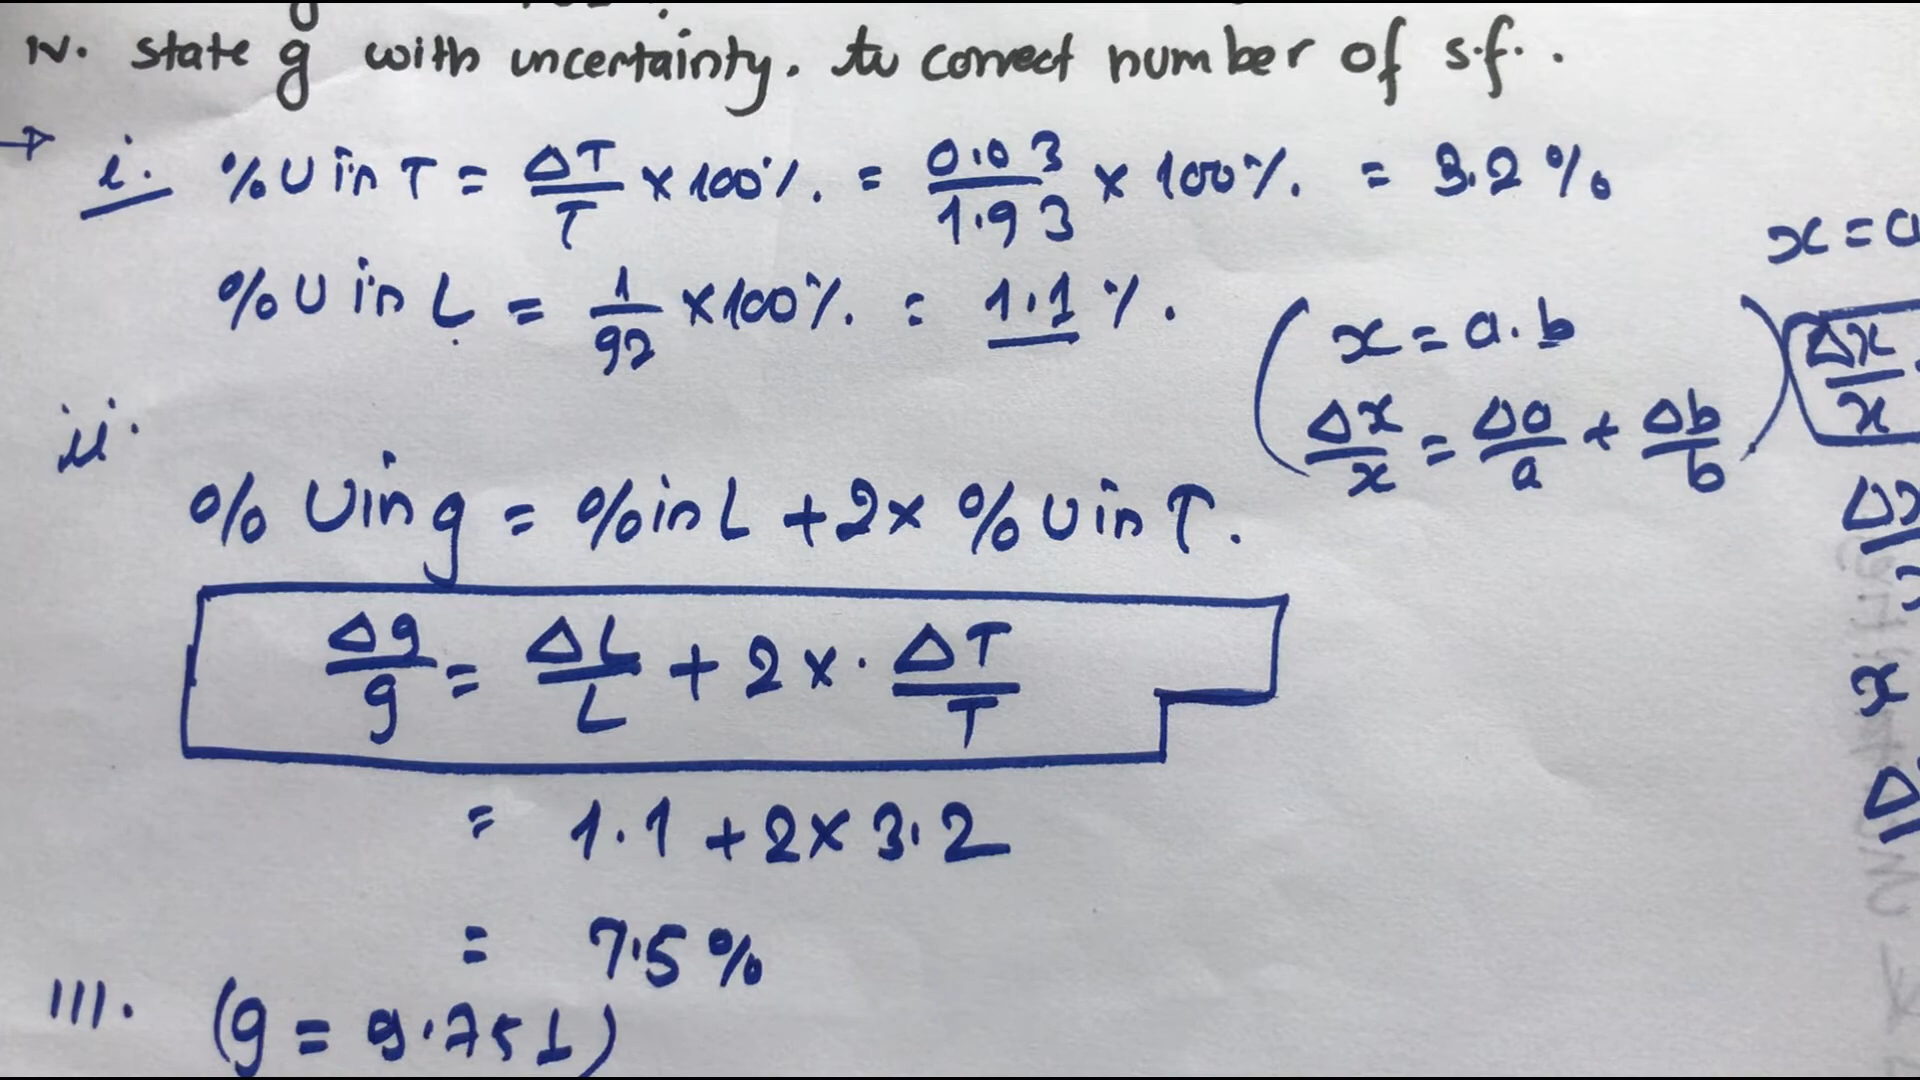 iv. state g with uncertainty. to correct number of s.f..
→ i. %U in T = ΔT/T × 100%. = 0.03/1.93 × 100%. = 3.2%
x = a
%U in L = 1/92 × 100%. = 1.1%.
(x = a.b
Δx/x = Δa/a + Δb/b)
Δx/x
ii.
% U in g = % in L + 2 × % U in T.
Δg/g = ΔL/L + 2 ×. ΔT/T
x
= 1.1 + 2 × 3.2
= 7.5%
iii. (g = 9.751)